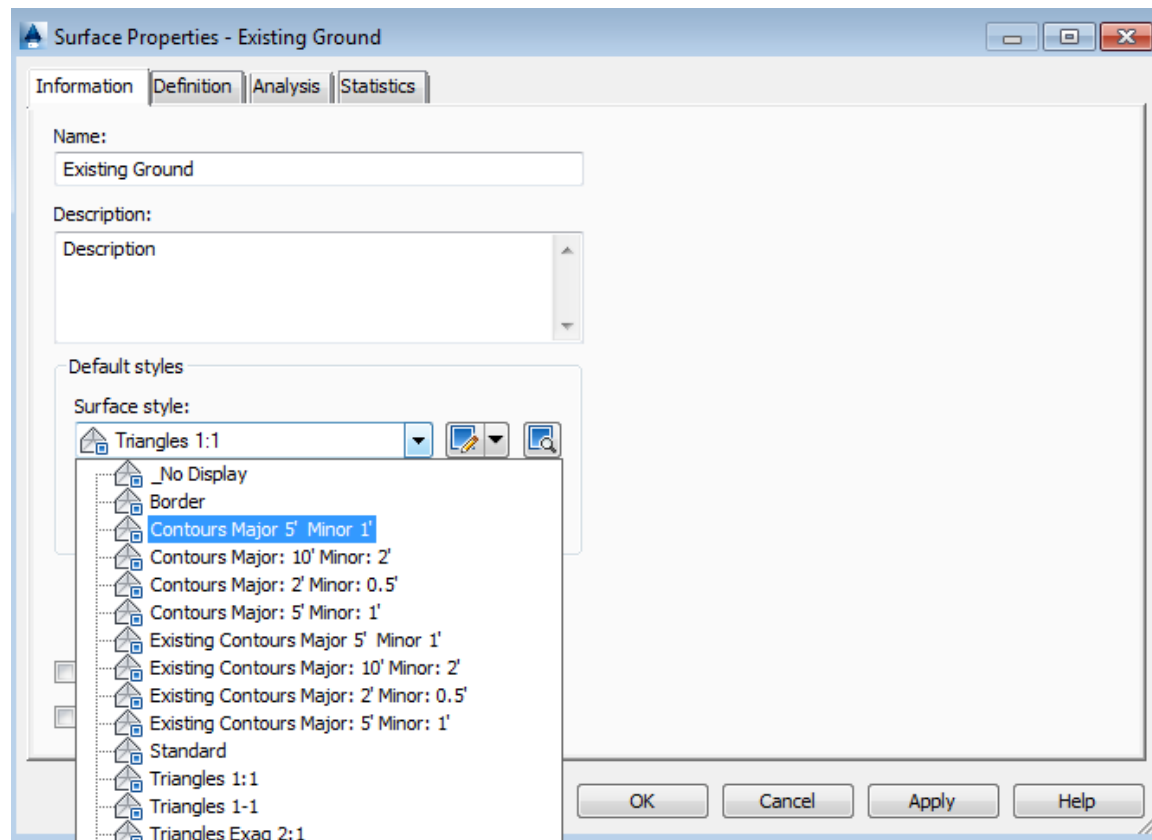 Surface Properties - Existing Ground
Information Definition Analysis Statistics
Name:
Existing Ground
Description:
Description
Default styles
Surface style:
Triangles 1:1
_No Display
Border
Contours Major 5'  Minor 1'
Contours Major: 10' Minor: 2'
Contours Major: 2' Minor: 0.5'
Contours Major: 5' Minor: 1'
Existing Contours Major 5'  Minor 1'
Existing Contours Major: 10' Minor: 2'
Existing Contours Major: 2' Minor: 0.5'
Existing Contours Major: 5' Minor: 1'
Standard
Triangles 1:1
Triangles 1-1
Triangles Exag 2:1
OK Cancel Apply Help